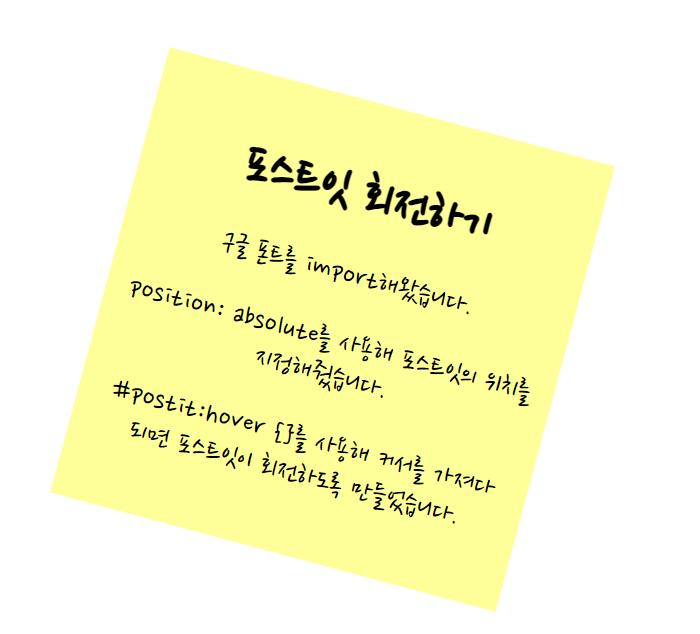 포스트잇 회전하기
구글 폰트를 import해왔습니다.
position: absolute를 사용해 포스트잇의 위치를
지정해줬습니다.
#postit:hover {}를 사용해 커서를 가져다
되면 포스트잇이 회전하도록 만들었습니다.